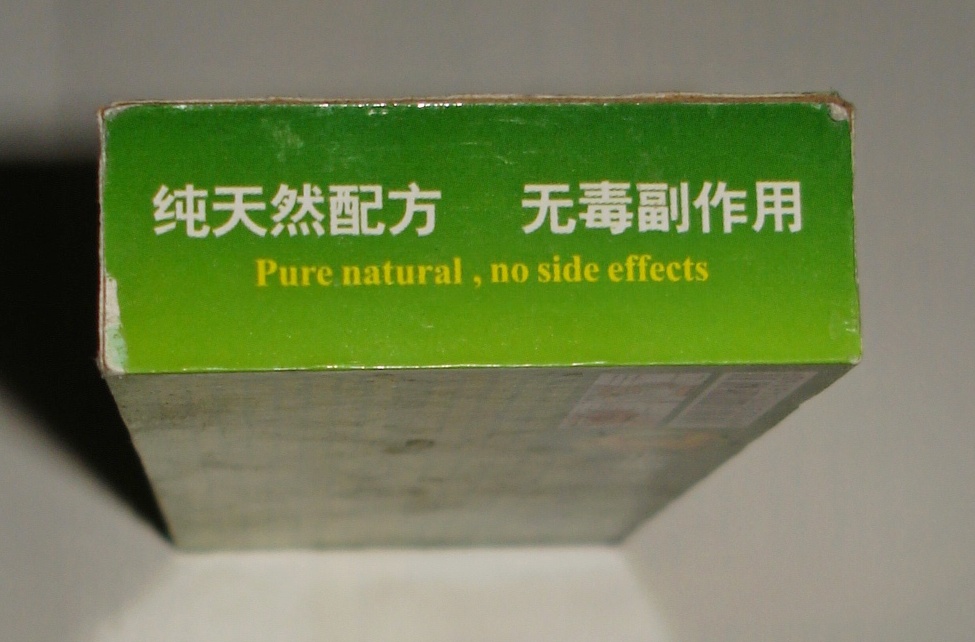 纯天然配方 无毒副作用
Pure natural , no side effects